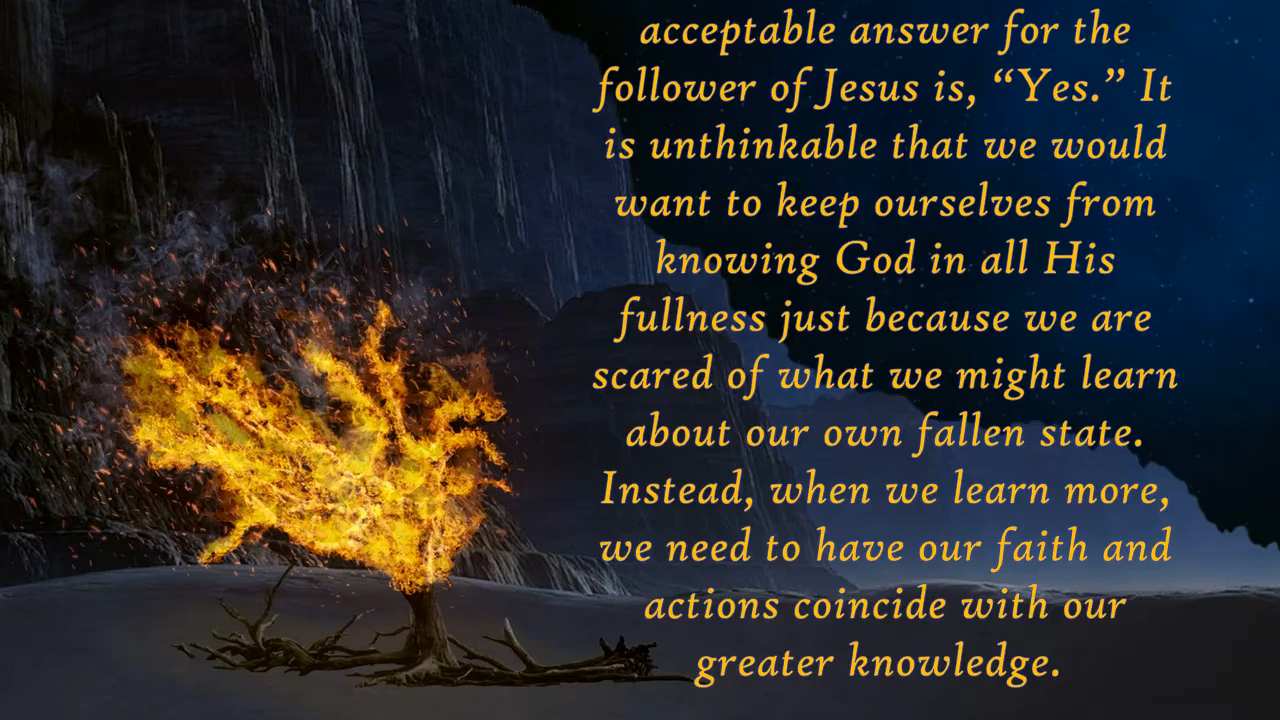 acceptable answer for the
follower of Jesus is, “Yes.” It
is unthinkable that we would
want to keep ourselves from
knowing God in all His
fullness just because we are
scared of what we might learn
about our own fallen state.
Instead, when we learn more,
we need to have our faith and
actions coincide with our
greater knowledge.